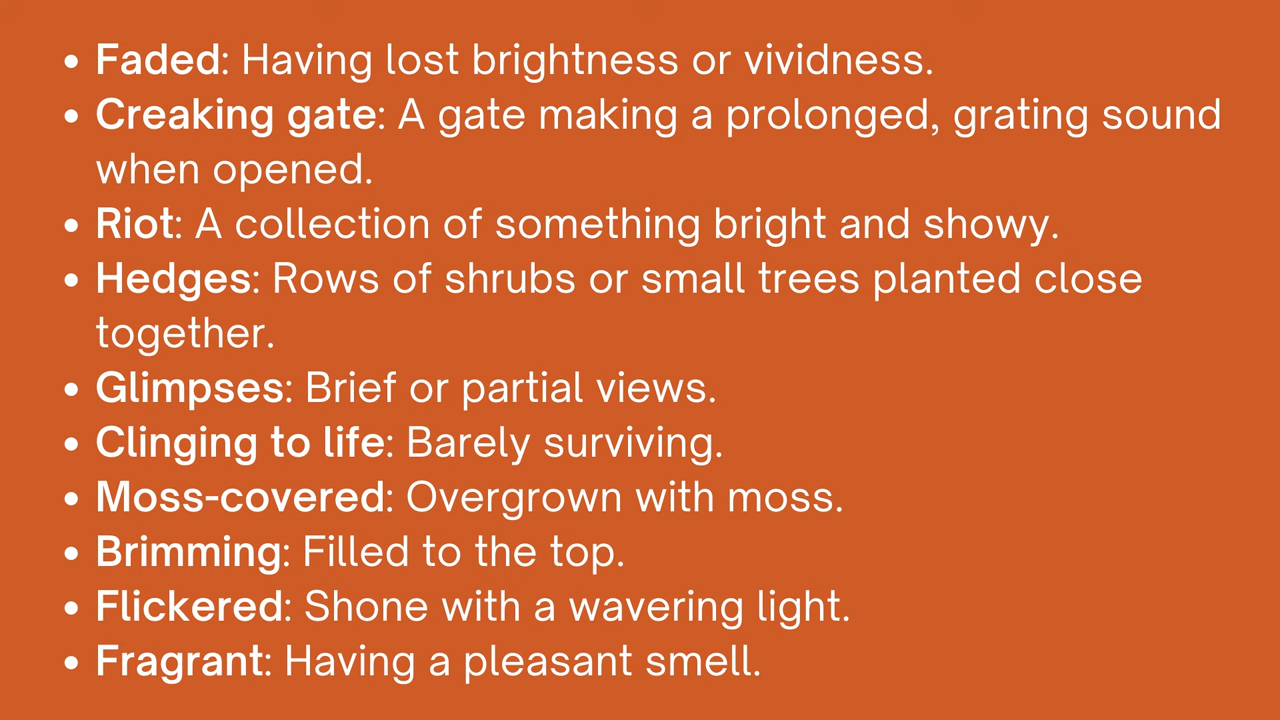 • Faded: Having lost brightness or vividness.
• Creaking gate: A gate making a prolonged, grating sound
when opened.
• Riot: A collection of something bright and showy.
• Hedges: Rows of shrubs or small trees planted close
together.
• Glimpses: Brief or partial views.
• Clinging to life: Barely surviving.
• Moss-covered: Overgrown with moss.
• Brimming: Filled to the top.
• Flickered: Shone with a wavering light.
• Fragrant: Having a pleasant smell.